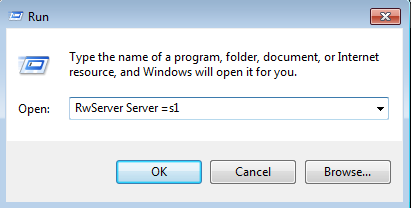 Run
Type the name of a program, folder, document, or Internet
resource, and Windows will open it for you.
Open: RwServer Server =s1
OK Cancel Browse...